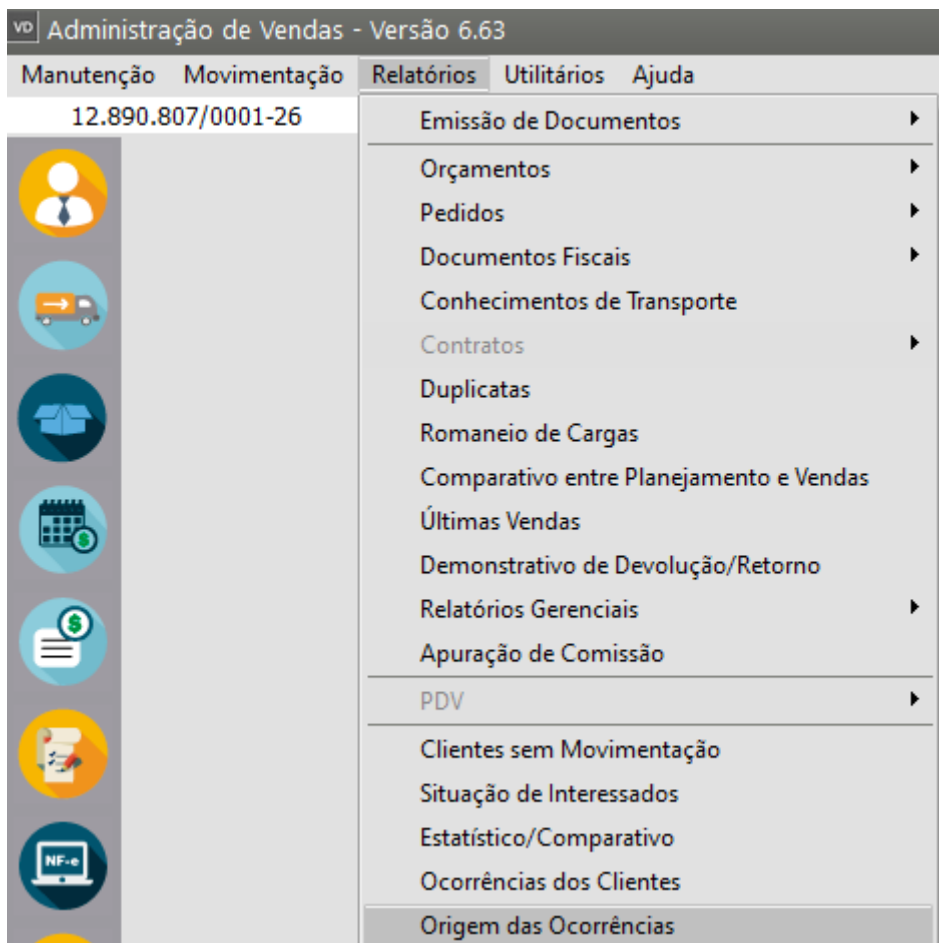 VD Administração de Vendas - Versão 6.63
Manutenção Movimentação Relatórios Utilitários Ajuda
12.890.807/0001-26
Emissão de Documentos
Orçamentos
Pedidos
Documentos Fiscais
Conhecimentos de Transporte
Contratos
Duplicatas
Romaneio de Cargas
Comparativo entre Planejamento e Vendas
Últimas Vendas
Demonstrativo de Devolução/Retorno
Relatórios Gerenciais
Apuração de Comissão
PDV
Clientes sem Movimentação
Situação de Interessados
Estatístico/Comparativo
NF-e
Ocorrências dos Clientes
Origem das Ocorrências